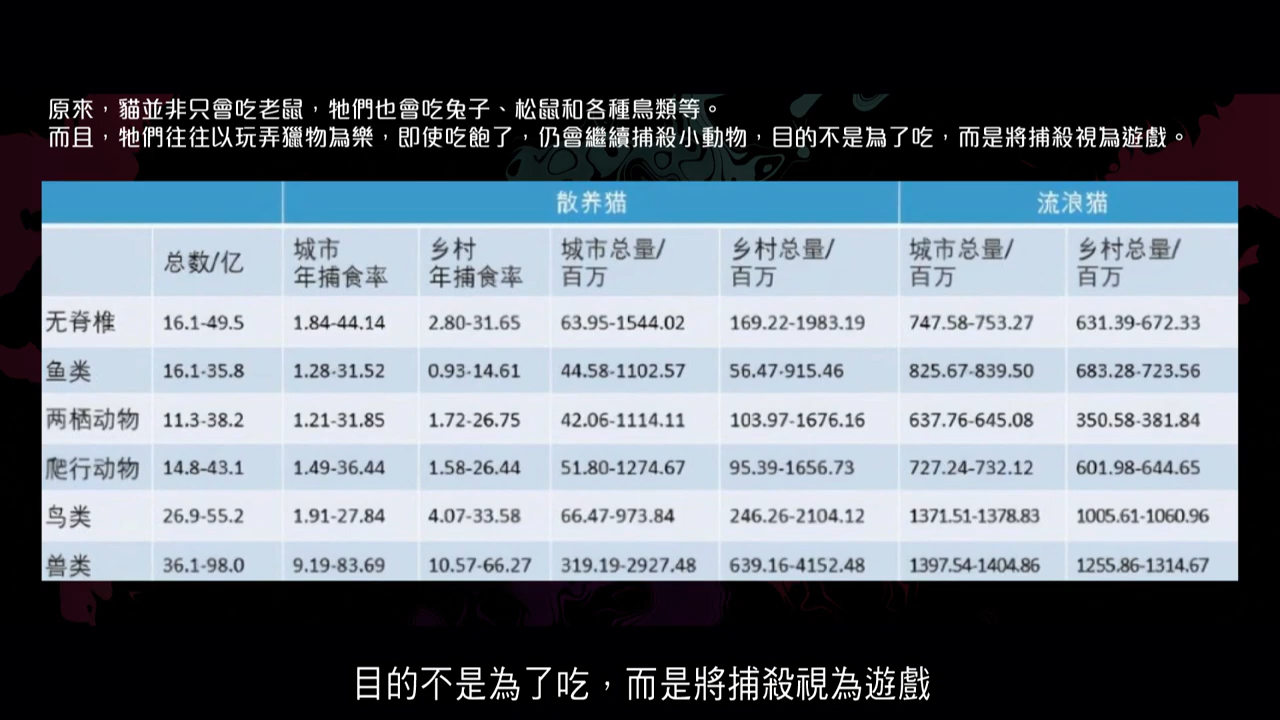 原來，貓並非只會吃老鼠，牠們也會吃兔子、松鼠和各種鳥類等。
而且，牠們往往以玩弄獵物為樂，即使吃飽了，仍會繼續捕殺小動物，目的不是為了吃，而是將捕殺視為遊戲。
散养猫 流浪猫
总数/亿 城市年捕食率 乡村年捕食率 城市总量/百万 乡村总量/百万 城市总量/百万 乡村总量/百万
无脊椎 16.1-49.5 1.84-44.14 2.80-31.65 63.95-1544.02 169.22-1983.19 747.58-753.27 631.39-672.33
鱼类 16.1-35.8 1.28-31.52 0.93-14.61 44.58-1102.57 56.47-915.46 825.67-839.50 683.28-723.56
两栖动物 11.3-38.2 1.21-31.85 1.72-26.75 42.06-1114.11 103.97-1676.16 637.76-645.08 350.58-381.84
爬行动物 14.8-43.1 1.49-36.44 1.58-26.44 51.80-1274.67 95.39-1656.73 727.24-732.12 601.98-644.65
鸟类 26.9-55.2 1.91-27.84 4.07-33.58 66.47-973.84 246.26-2104.12 1371.51-1378.83 1005.61-1060.96
兽类 36.1-98.0 9.19-83.69 10.57-66.27 319.19-2927.48 639.16-4152.48 1397.54-1404.86 1255.86-1314.67
目的不是為了吃，而是將捕殺視為遊戲